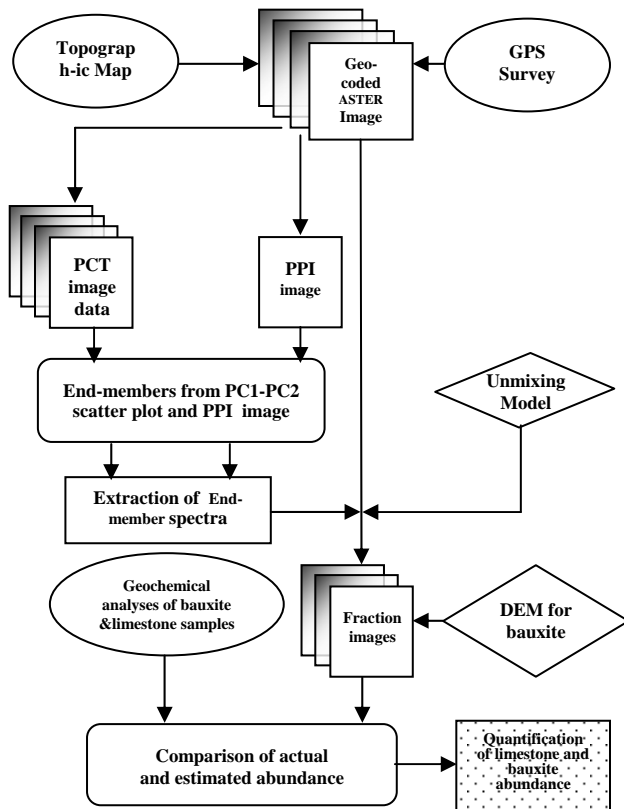 Topograp
h-ic Map
Geo-
coded
ASTER
Image
GPS
Survey
PCT
image
data
PPI
image
End-members from PC1-PC2
scatter plot and PPI image
Unmixing
Model
Extraction of End-
member spectra
Geochemical
analyses of bauxite
&limestone samples
Fraction
images
DEM for
bauxite
Comparison of actual
and estimated abundance
Quantification
of limestone and
bauxite
abundance